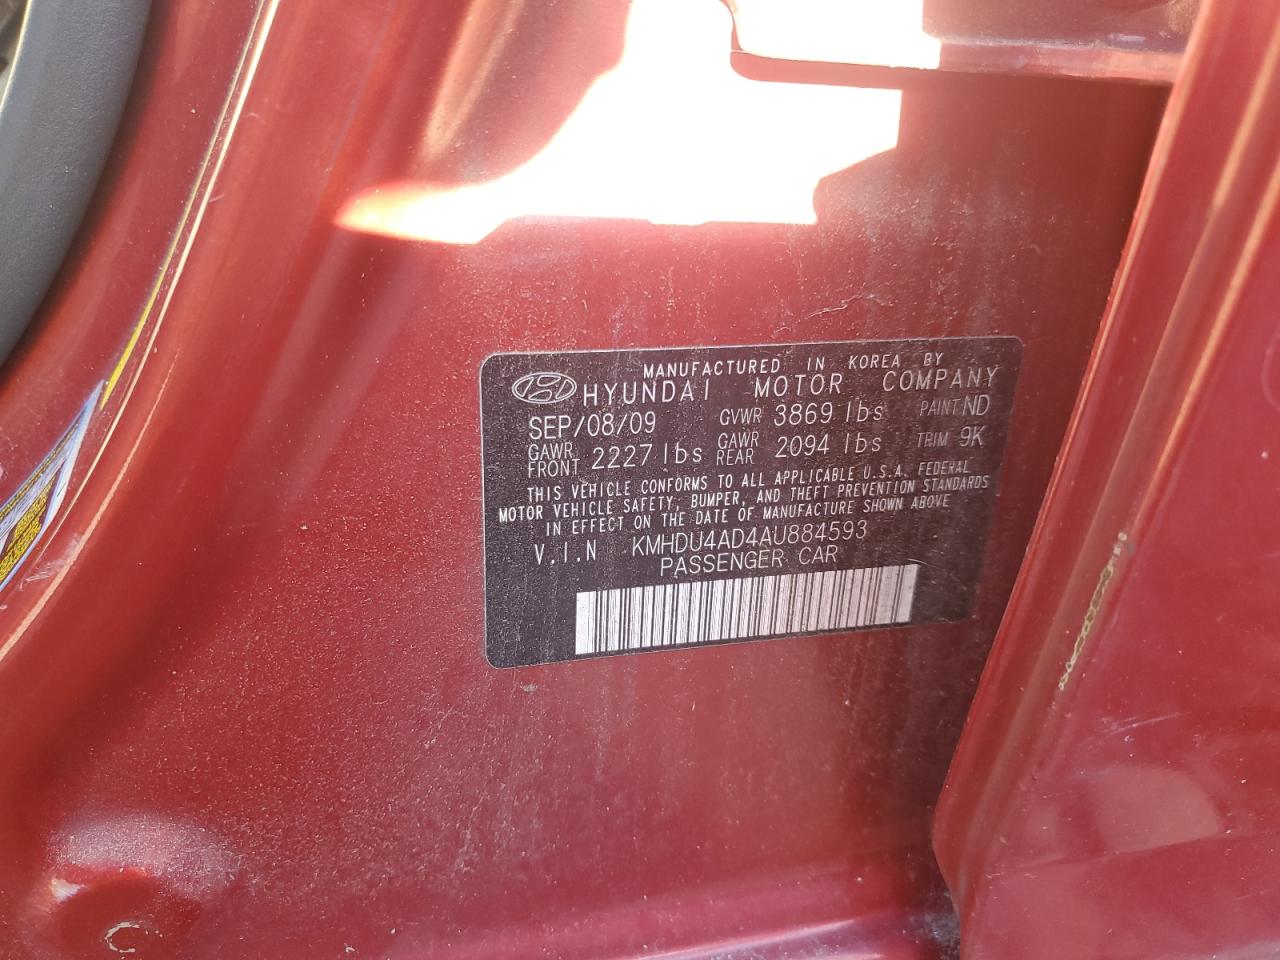 MANUFACTURED IN KOREA BY
HYUNDAI MOTOR COMPANY
SEP/08/09 GVWR 3869 lbs PAINT ND
GAWR FRONT 2227 lbs GAWR REAR 2094 lbs TRIM 9K
THIS VEHICLE CONFORMS TO ALL APPLICABLE U.S.A. FEDERAL
MOTOR VEHICLE SAFETY, BUMPER, AND THEFT PREVENTION STANDARDS
IN EFFECT ON THE DATE OF MANUFACTURE SHOWN ABOVE
V.I.N KMHDU4AD4AU884593
PASSENGER CAR